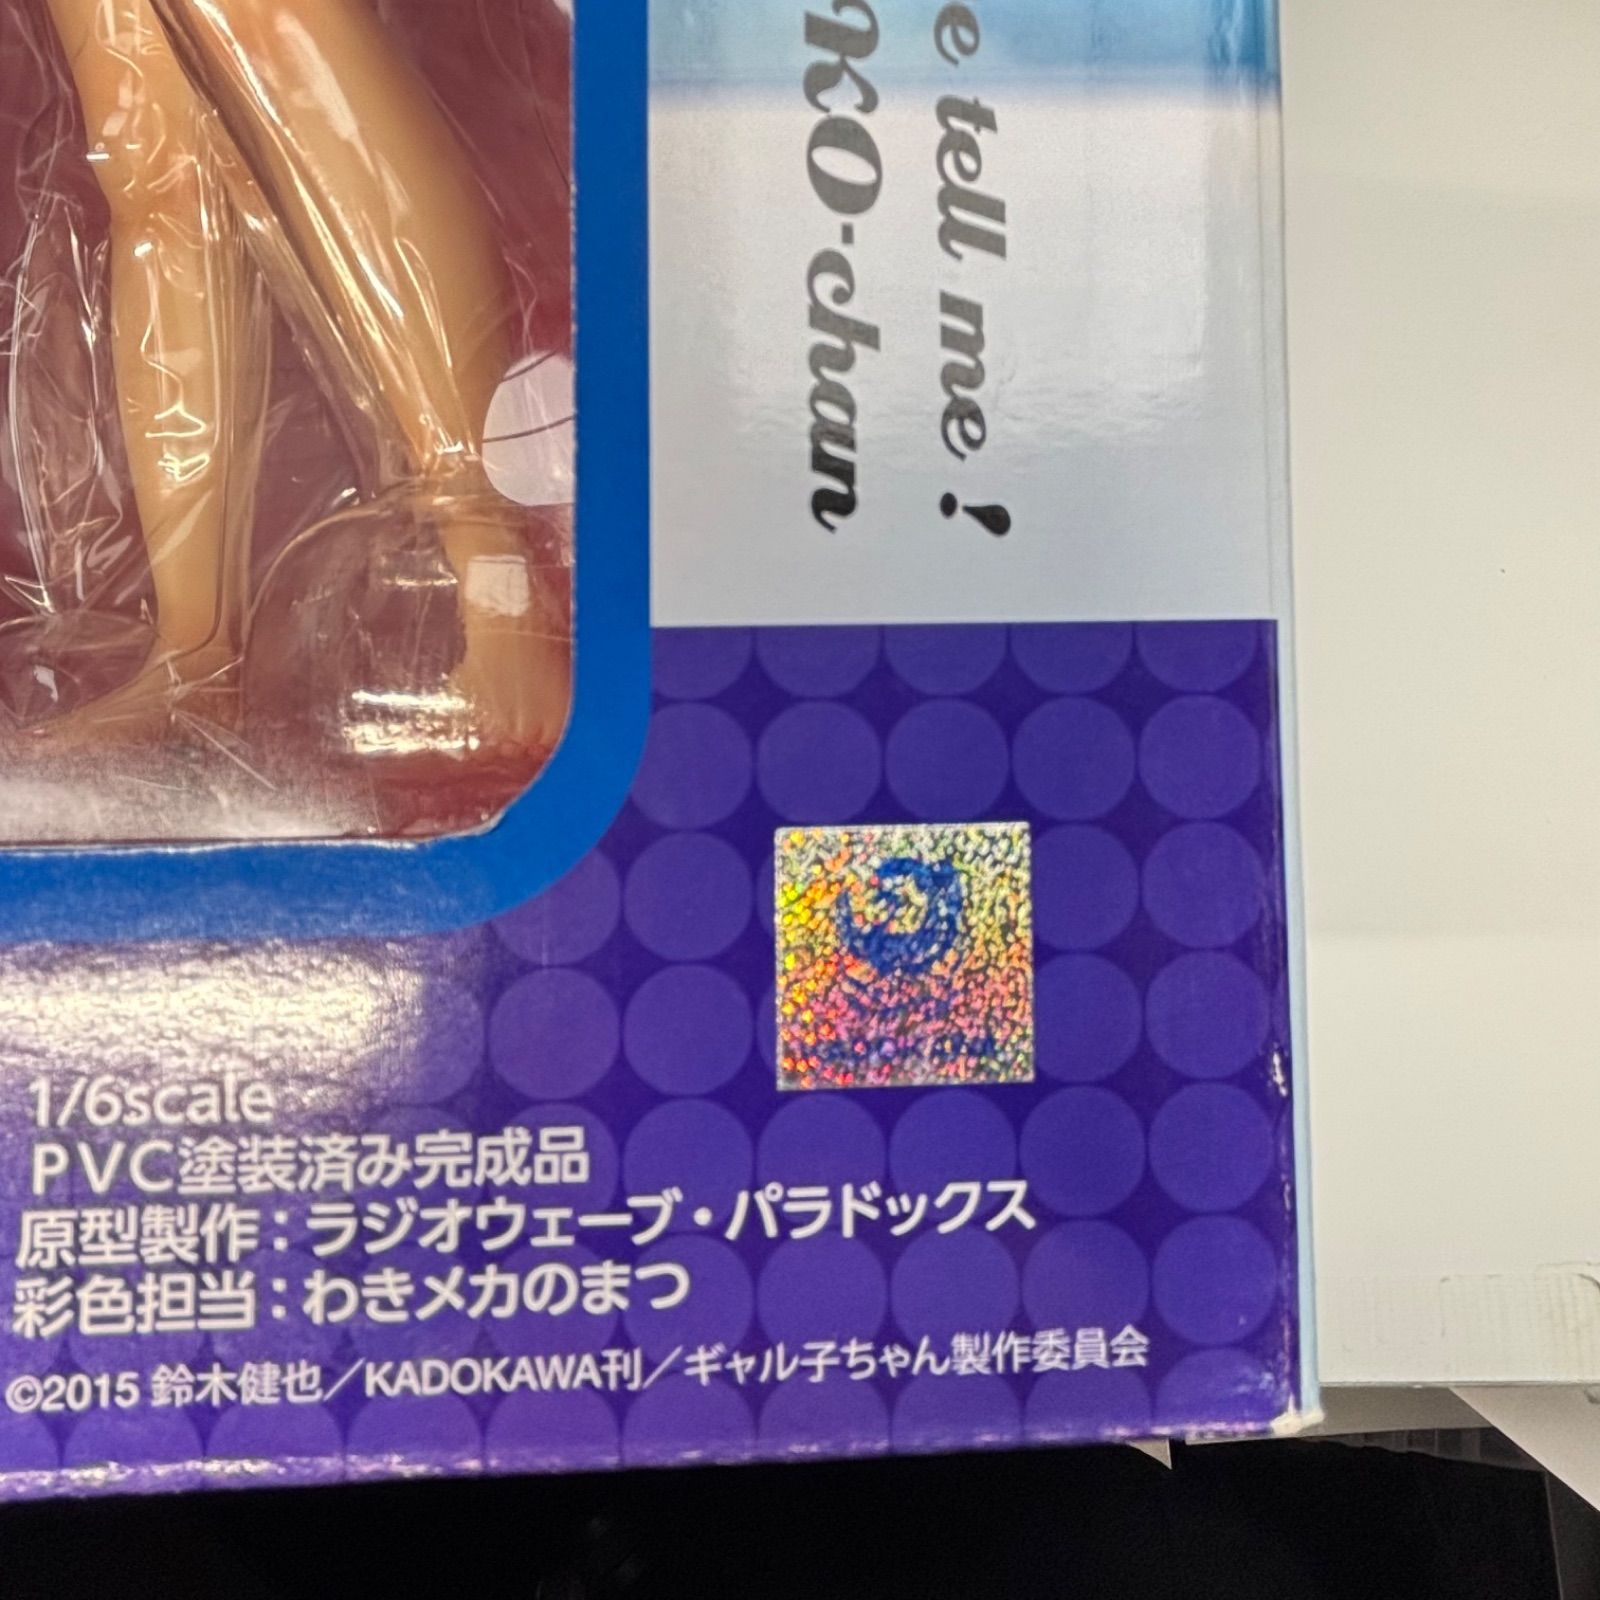 e tell me!
KO-chan
1/6scale
PVC塗装済み完成品
原型製作：ラジオウェーブ・パラドックス
彩色担当：わきメカのまつ
©2015 鈴木健也／KADOKAWA刊／ギャル子ちゃん製作委員会